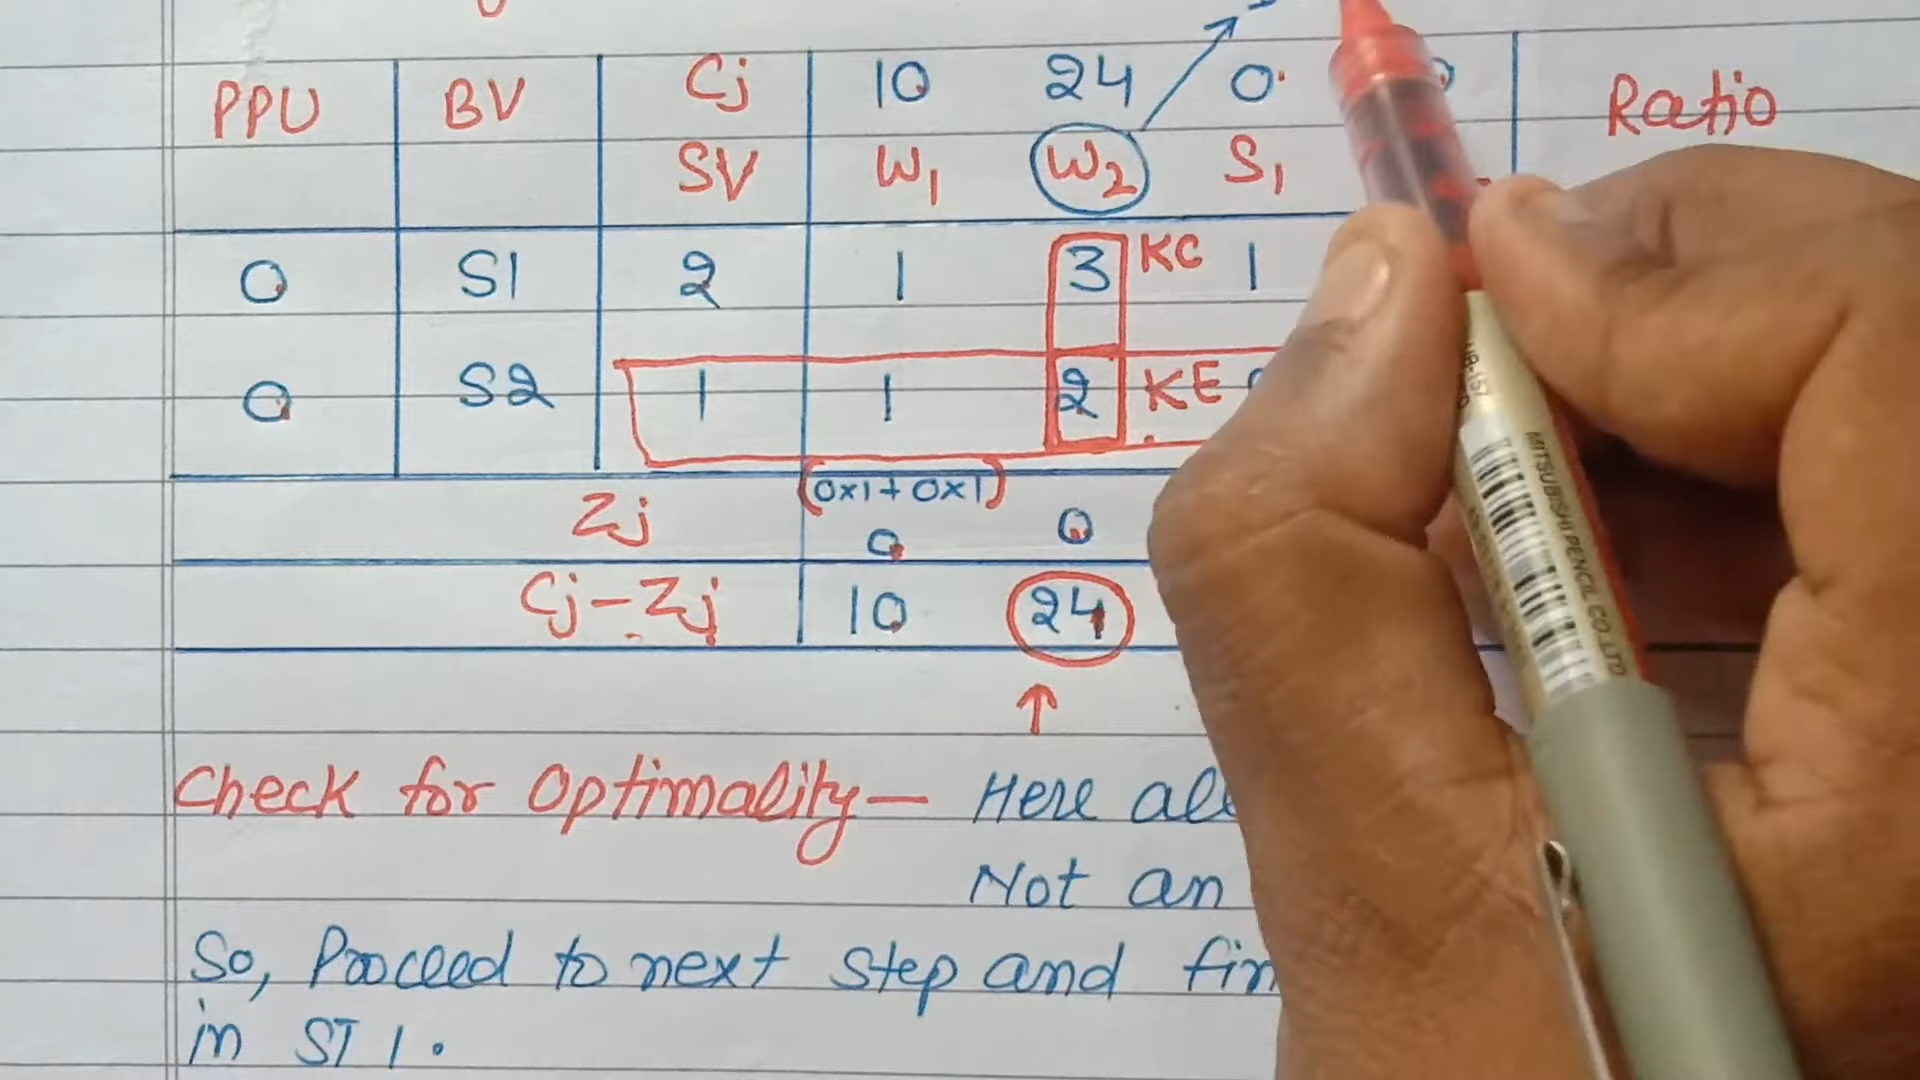 PPU BV Cj 10 24 0 Ratio
SV W1 W2 S1
0 S1 2 1 3 KC 1
0 S2 1 1 2 KE
(0x1+0x1)
Zj 0 0
Cj-Zj 10 24
Check for Optimality - Here all
Not an
So, Proceed to next step and
in ST 1.
MITSUBISHI PENCIL CO.,LTD